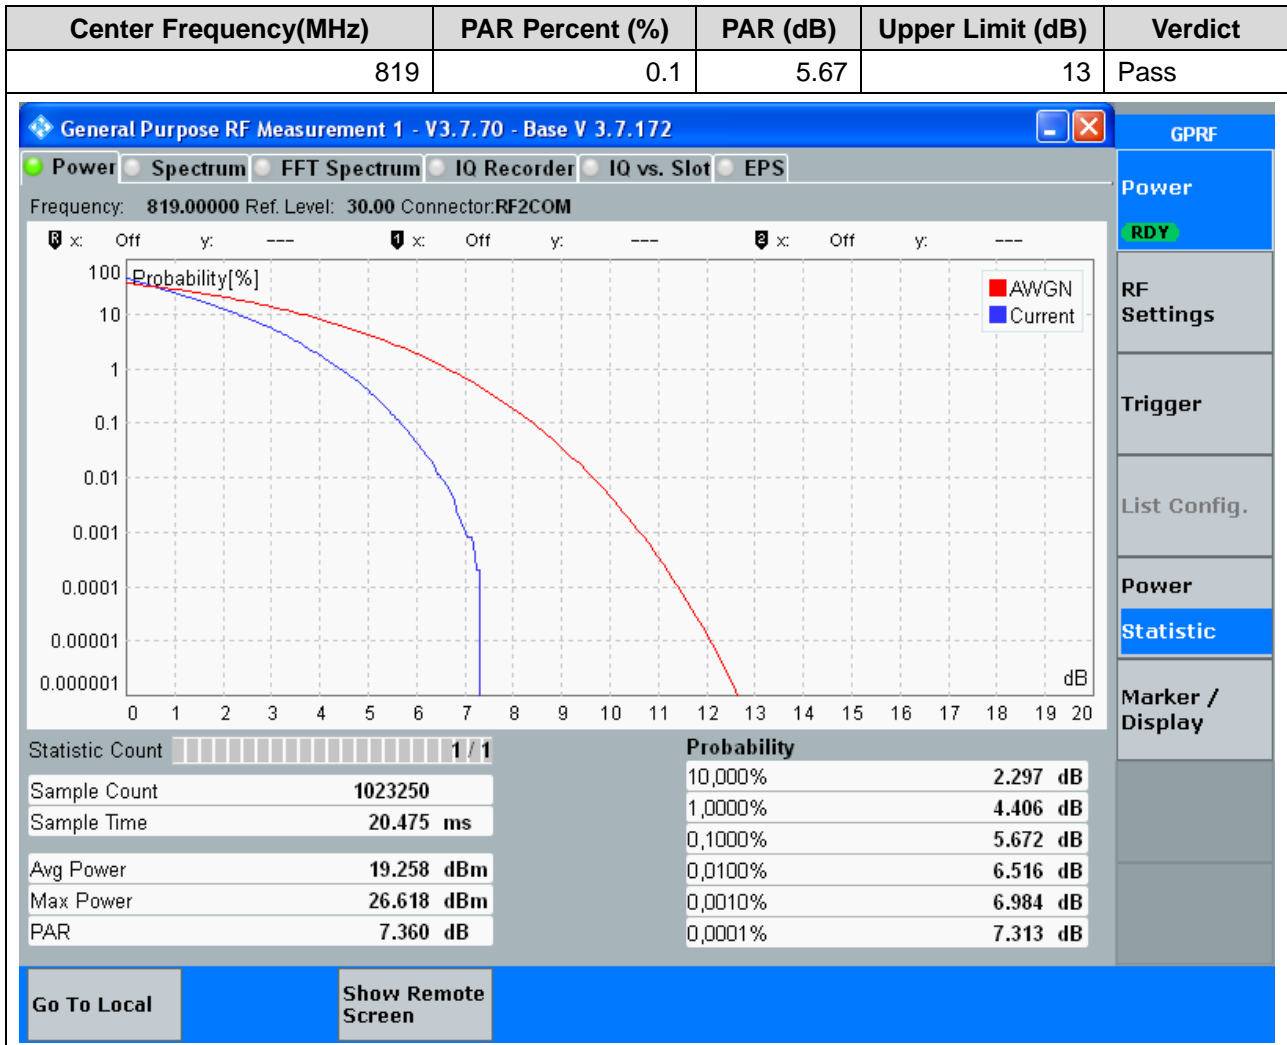 Center Frequency(MHz) PAR Percent (%) PAR (dB) Upper Limit (dB) Verdict
819 0.1 5.67 13 Pass
General Purpose RF Measurement 1 - V3.7.70 - Base V 3.7.172
GPRF
Power Spectrum FFT Spectrum IQ Recorder IQ vs. Slot EPS
Power
RDY
Frequency: 819.00000 Ref. Level: 30.00 Connector:RF2COM
R x: Off y: --- 1 x: Off y: --- 2 x: Off y: ---
Probability[%]
AWGN
Current
100
10
1
0.1
0.01
0.001
0.0001
0.00001
0.000001
dB
0 1 2 3 4 5 6 7 8 9 10 11 12 13 14 15 16 17 18 19 20
RF
Settings
Trigger
List Config.
Power
Statistic
Marker /
Display
Statistic Count 1 / 1
Sample Count 1023250
Sample Time 20.475 ms
Avg Power 19.258 dBm
Max Power 26.618 dBm
PAR 7.360 dB
Probability
10,000% 2.297 dB
1,0000% 4.406 dB
0,1000% 5.672 dB
0,0100% 6.516 dB
0,0010% 6.984 dB
0,0001% 7.313 dB
Go To Local
Show Remote
Screen